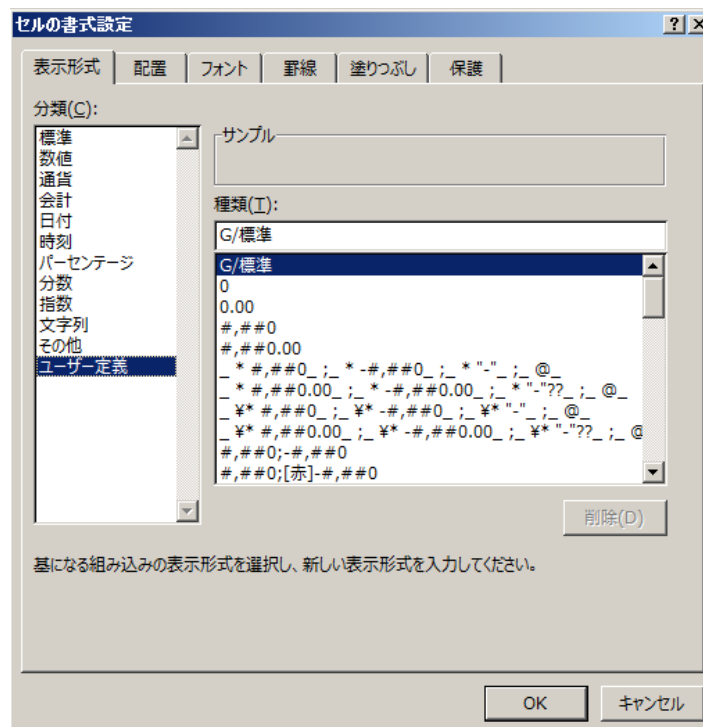 セルの書式設定
表示形式 配置 フォント 罫線 塗りつぶし 保護
分類(C):
標準
数値
通貨
会計
日付
時刻
パーセンテージ
分数
指数
文字列
その他
ユーザー定義
サンプル
種類(T):
G/標準
G/標準
0
0.00
#,##0
#,##0.00
_ * #,##0_ ;_ * -#,##0_ ;_ * "-"_ ;_ @_
_ * #,##0.00_ ;_ * -#,##0.00_ ;_ * "-"??_ ;_ @_
_ ¥* #,##0_ ;_ ¥* -#,##0_ ;_ ¥* "-"_ ;_ @_
_ ¥* #,##0.00_ ;_ ¥* -#,##0.00_ ;_ ¥* "-"??_ ;_ @
#,##0;-#,##0
#,##0;[赤]-#,##0
削除(D)
基になる組み込みの表示形式を選択し、新しい表示形式を入力してください。
OK キャンセル